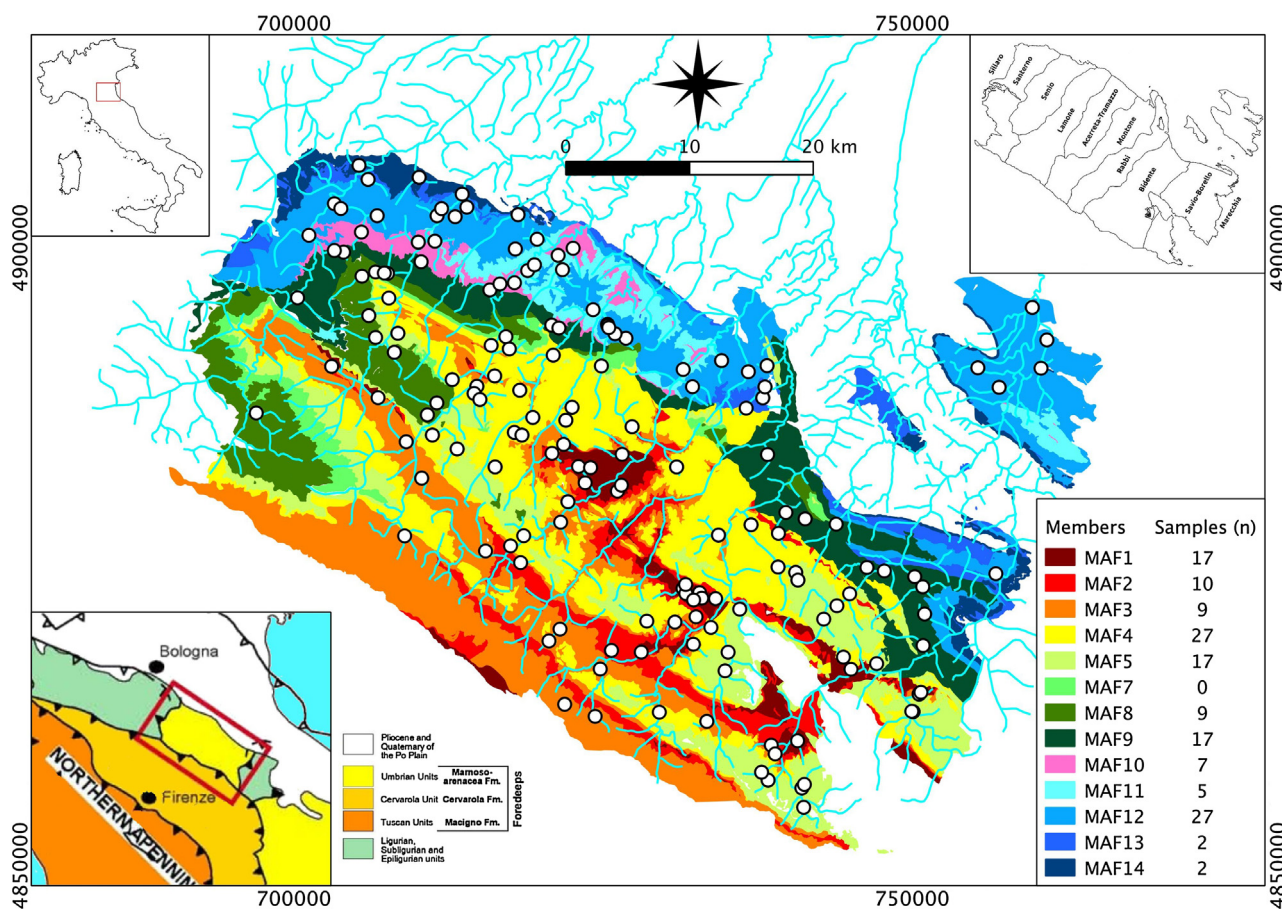 700000
750000
4900000
4900000
4850000
4850000
700000
750000
0
10
20 km
Sillaro
Santerno
Senio
Lamone
Acerreta-Tramazzo
Montone
Rabbi
Bidente
Savio-Borello
Marecchia
Members Samples (n)
MAF1 17
MAF2 10
MAF3 9
MAF4 27
MAF5 17
MAF7 0
MAF8 9
MAF9 17
MAF10 7
MAF11 5
MAF12 27
MAF13 2
MAF14 2
Bologna
Firenze
NORTHERN APENNIN
Pliocene and
Quaternary of
the Po Plain
Umbrian Units
Marnoso-
arenacea Fm.
Cervarola Unit
Cervarola Fm.
Tuscan Units
Macigno Fm.
Foredeeps
Ligurian,
Subligurian and
Epiligurian units